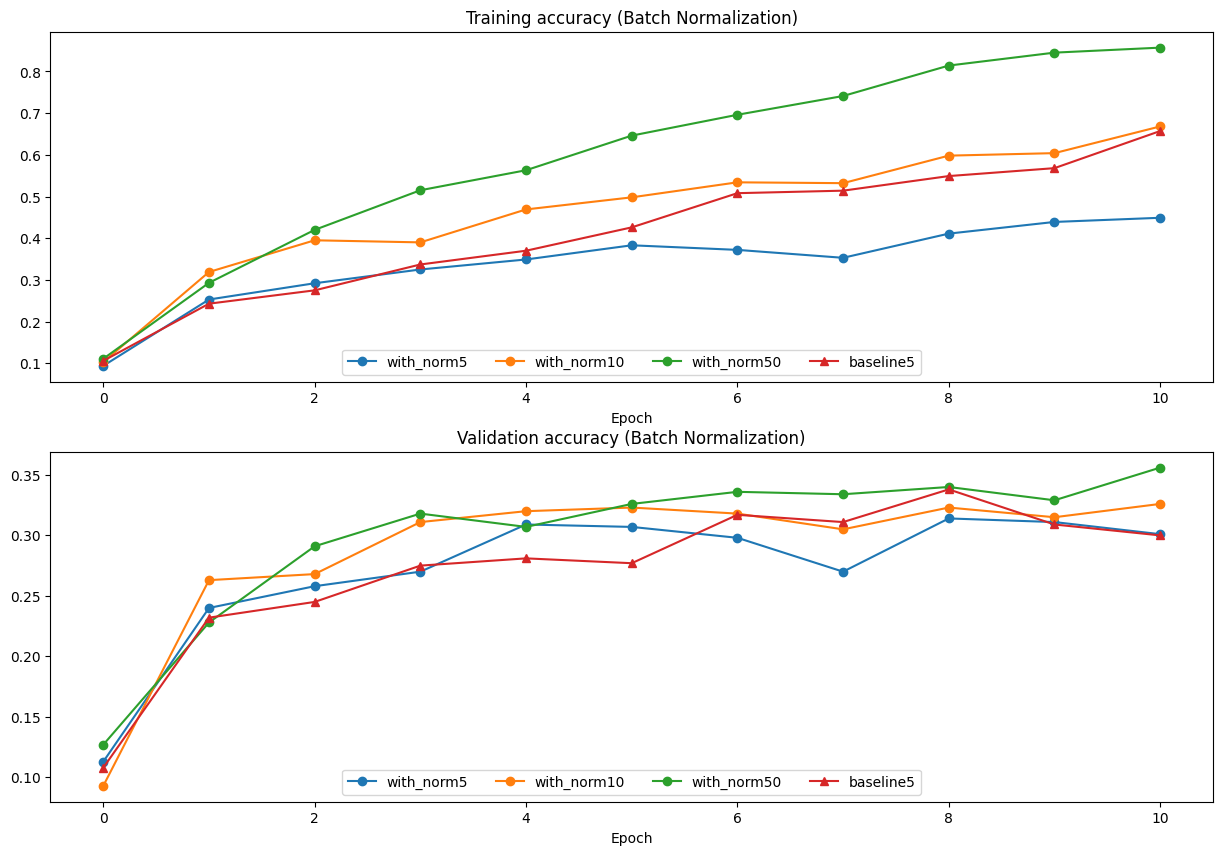 Training accuracy (Batch Normalization)
0.8
0.7
0.6
0.5
0.4
0.3
0.2
0.1
with_norm5 with_norm10 with_norm50 baseline5
0 2 4 6 8 10
Epoch
Validation accuracy (Batch Normalization)
0.35
0.30
0.25
0.20
0.15
0.10
with_norm5 with_norm10 with_norm50 baseline5
0 2 4 6 8 10
Epoch